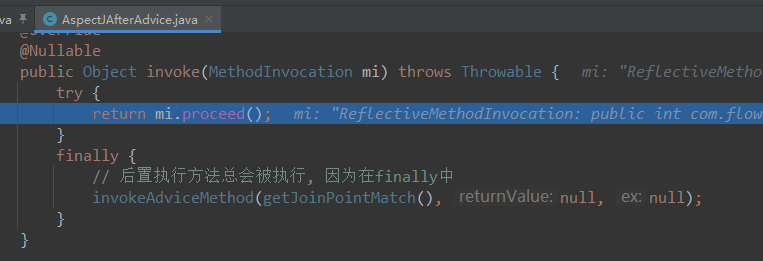 va AspectJAfterAdvice.java
@Override
@Nullable
public Object invoke(MethodInvocation mi) throws Throwable { mi: "ReflectiveMetho
try {
return mi.proceed(); mi: "ReflectiveMethodInvocation: public int com.flow
}
finally {
// 后置执行方法总会被执行, 因为在finally中
invokeAdviceMethod(getJoinPointMatch(), returnValue: null, ex: null);
}
}